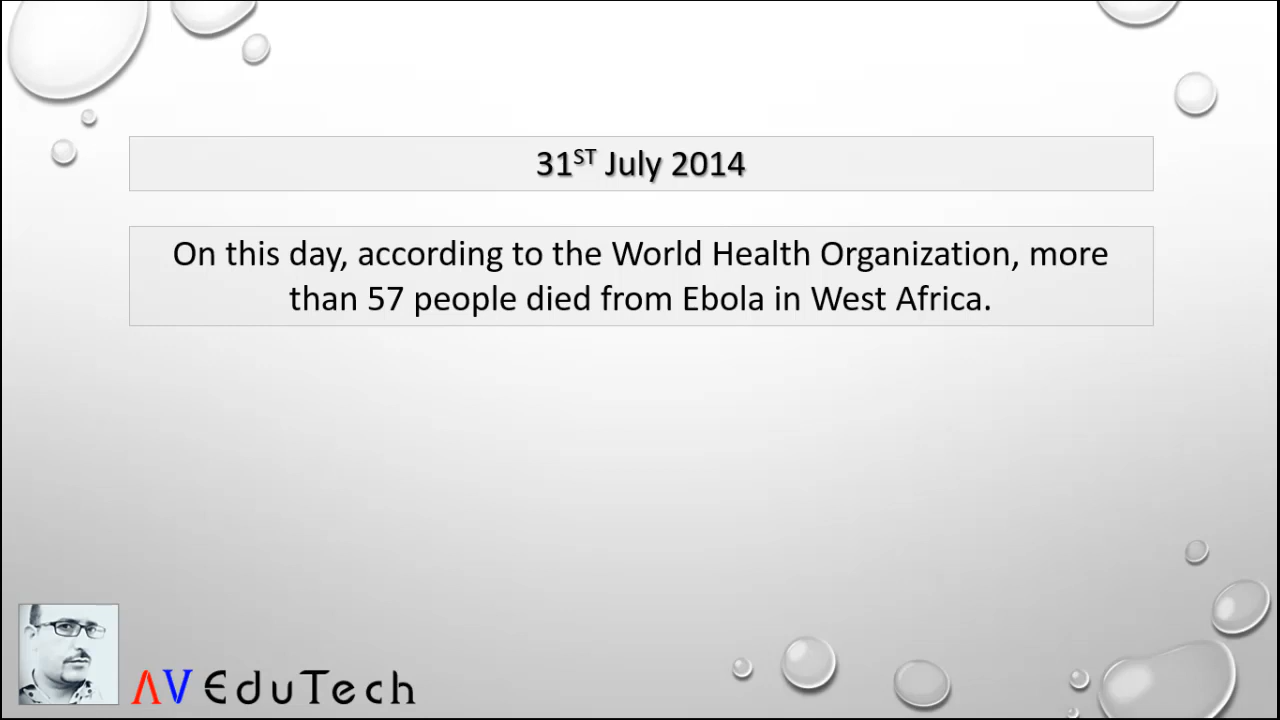 31ST July 2014
On this day, according to the World Health Organization, more
than 57 people died from Ebola in West Africa.
AV EduTech